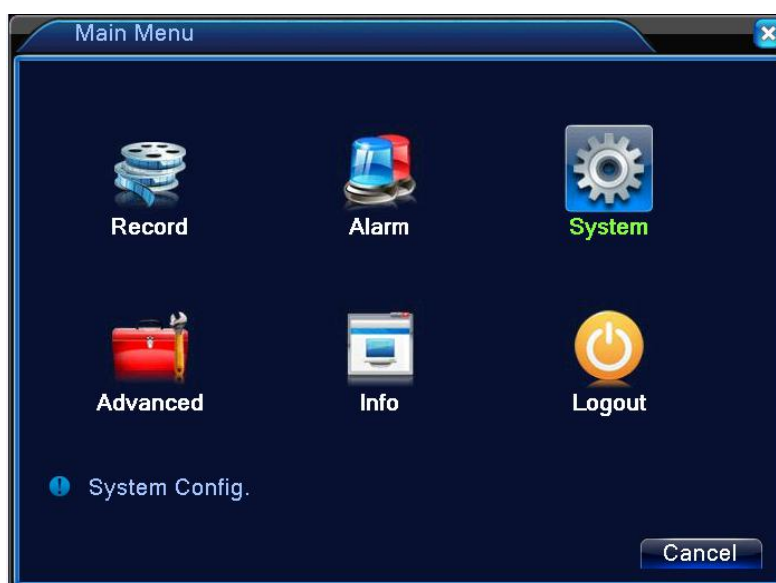 Main Menu
Record Alarm System
Advanced Info Logout
System Config.
Cancel